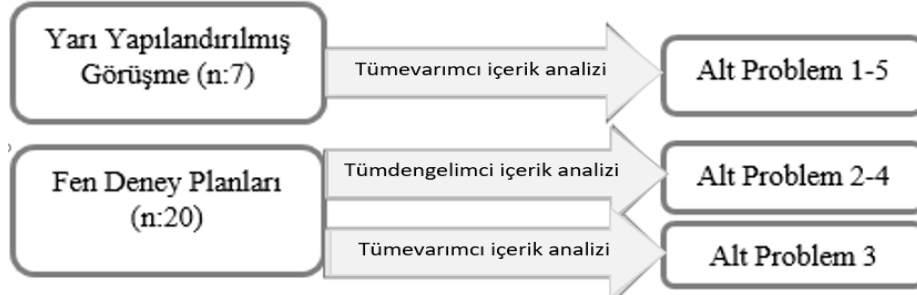 Yarı Yapılandırılmış
Görüşme (n:7)
Tümevarımcı içerik analizi
Alt Problem 1-5
Fen Deney Planları
(n:20)
Tümdengelimci içerik analizi
Alt Problem 2-4
Tümevarımcı içerik analizi
Alt Problem 3